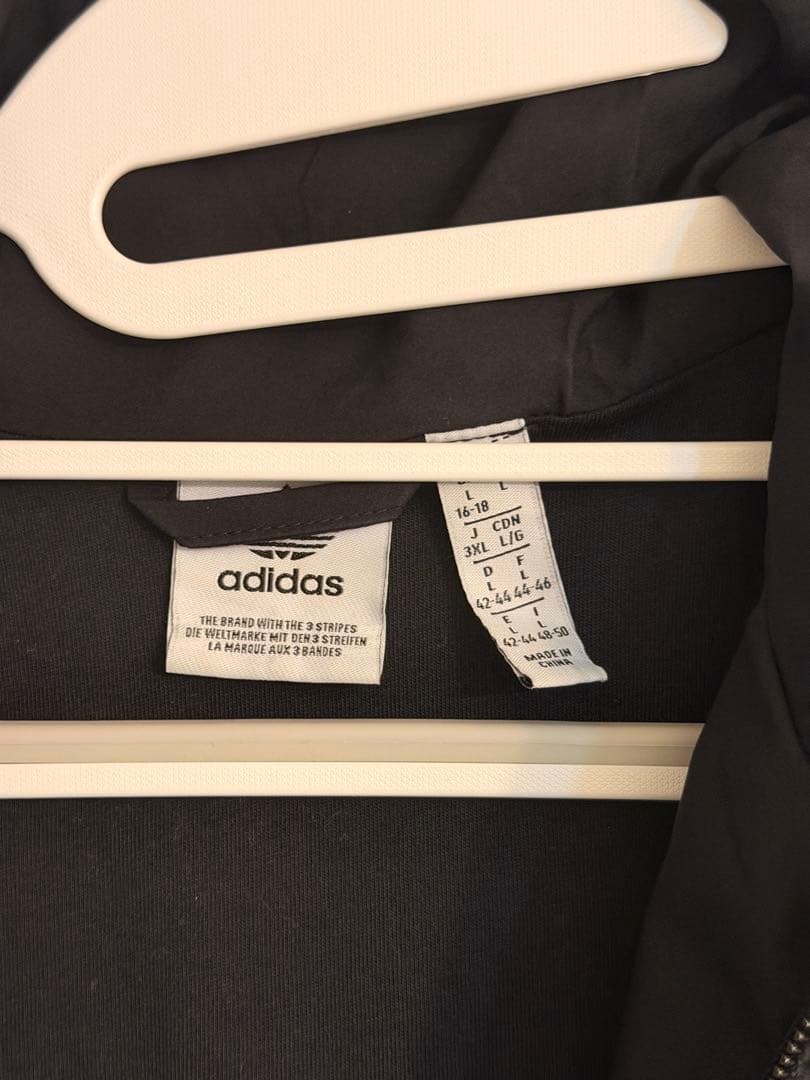 adidas
THE BRAND WITH THE 3 STRIPES
DIE WELTMARKE MIT DEN 3 STREIFEN
LA MARQUE AUX 3 BANDES
L L
16-18
J CDN
3XL L/G
D F
L L
42-44 44-46
E I
L L
42-44 48-50
MADE IN
CHINA